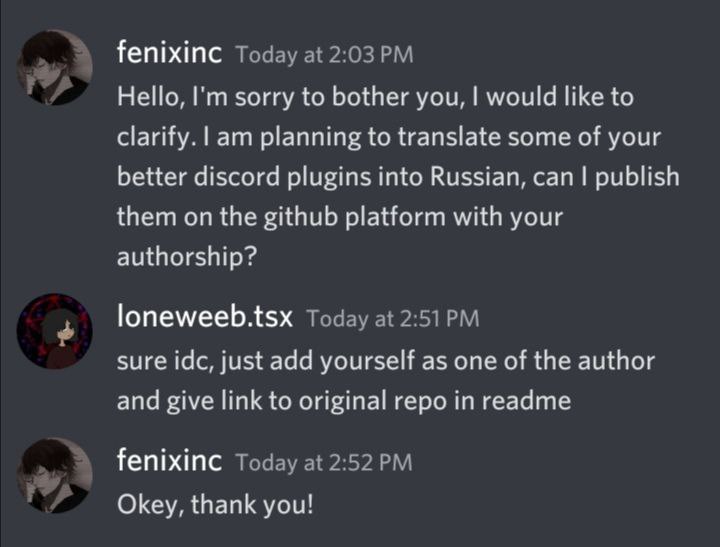 fenixinc Today at 2:03 PM
Hello, I'm sorry to bother you, I would like to
clarify. I am planning to translate some of your
better discord plugins into Russian, can I publish
them on the github platform with your
authorship?
loneweeb.tsx Today at 2:51 PM
sure idc, just add yourself as one of the author
and give link to original repo in readme
fenixinc Today at 2:52 PM
Okey, thank you!